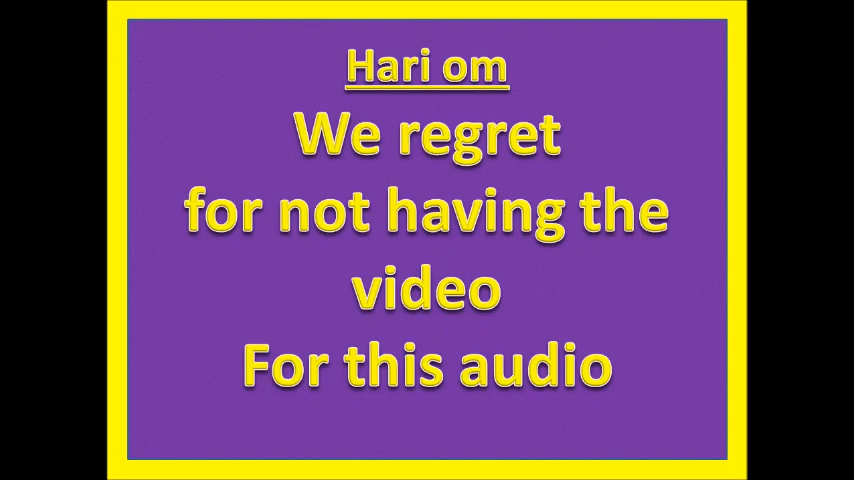 Hari om
We regret
for not having the
video
For this audio